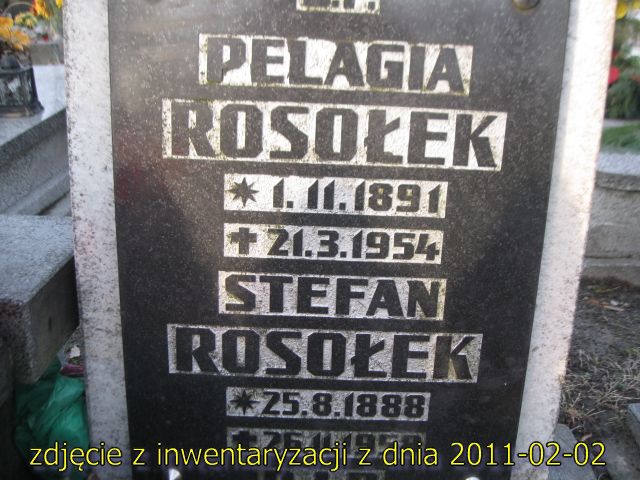 PELAGIA
ROSOŁEK
* 1.11.1891
✝ 21.3.1954
STEFAN
ROSOŁEK
* 25.8.1888
zdjęcie z inwentaryzacji z dnia 2011-02-02